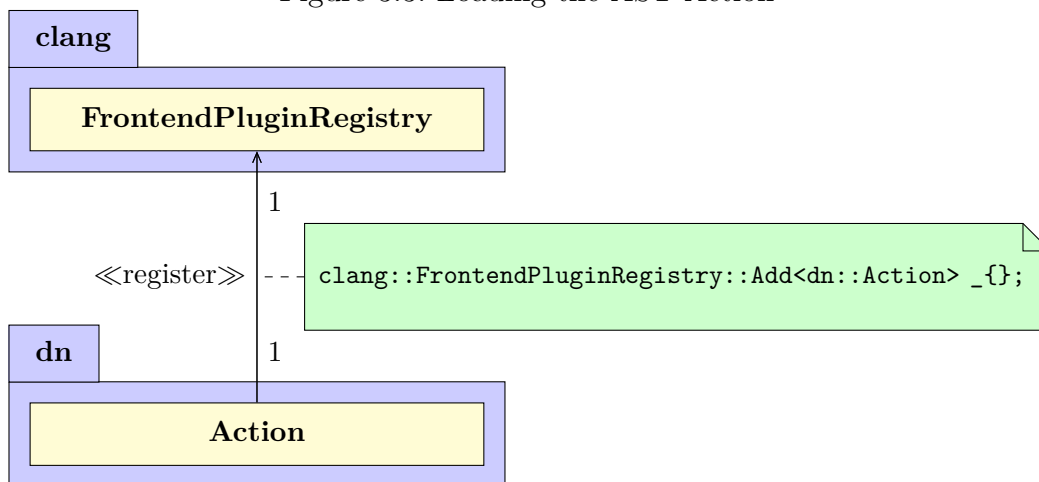 clang
FrontendPluginRegistry
1
≪register≫
clang::FrontendPluginRegistry::Add<dn::Action> _{};
1
dn
Action